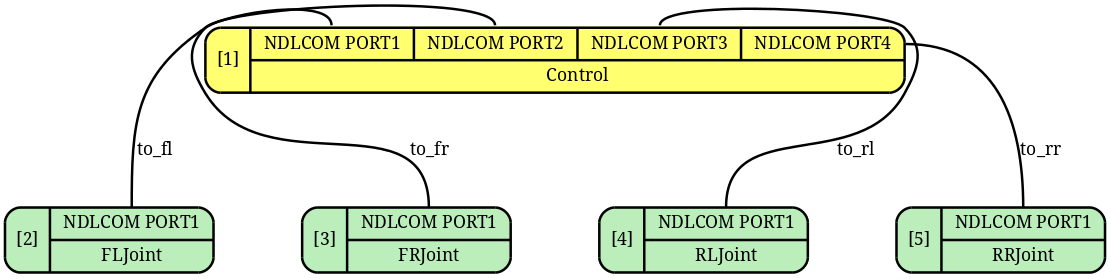 [1]
NDLCOM PORT1
NDLCOM PORT2
NDLCOM PORT3
NDLCOM PORT4
Control
to_fl
to_fr
to_rl
to_rr
[2]
NDLCOM PORT1
FLJoint
[3]
NDLCOM PORT1
FRJoint
[4]
NDLCOM PORT1
RLJoint
[5]
NDLCOM PORT1
RRJoint